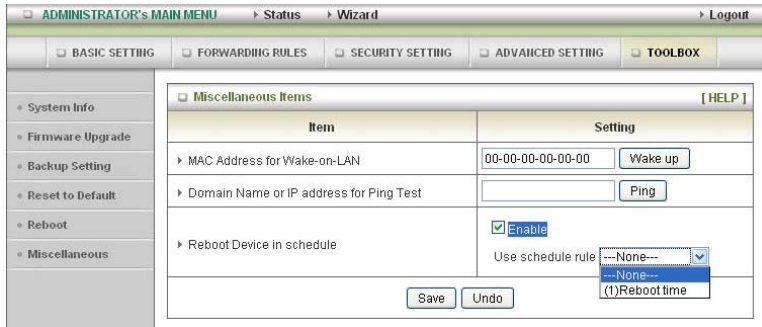 ADMINISTRATOR's MAIN MENU Status Wizard Logout
BASIC SETTING FORWARDING RULES SECURITY SETTING ADVANCED SETTING TOOLBOX
System Info
Firmware Upgrade
Backup Setting
Reset to Default
Reboot
Miscellaneous
Miscellaneous Items [ HELP ]
Item Setting
MAC Address for Wake-on-LAN 00-00-00-00-00-00 Wake up
Domain Name or IP address for Ping Test Ping
Reboot Device in schedule
Enable
Use schedule rule ---None---
---None---
(1)Reboot time
Save Undo